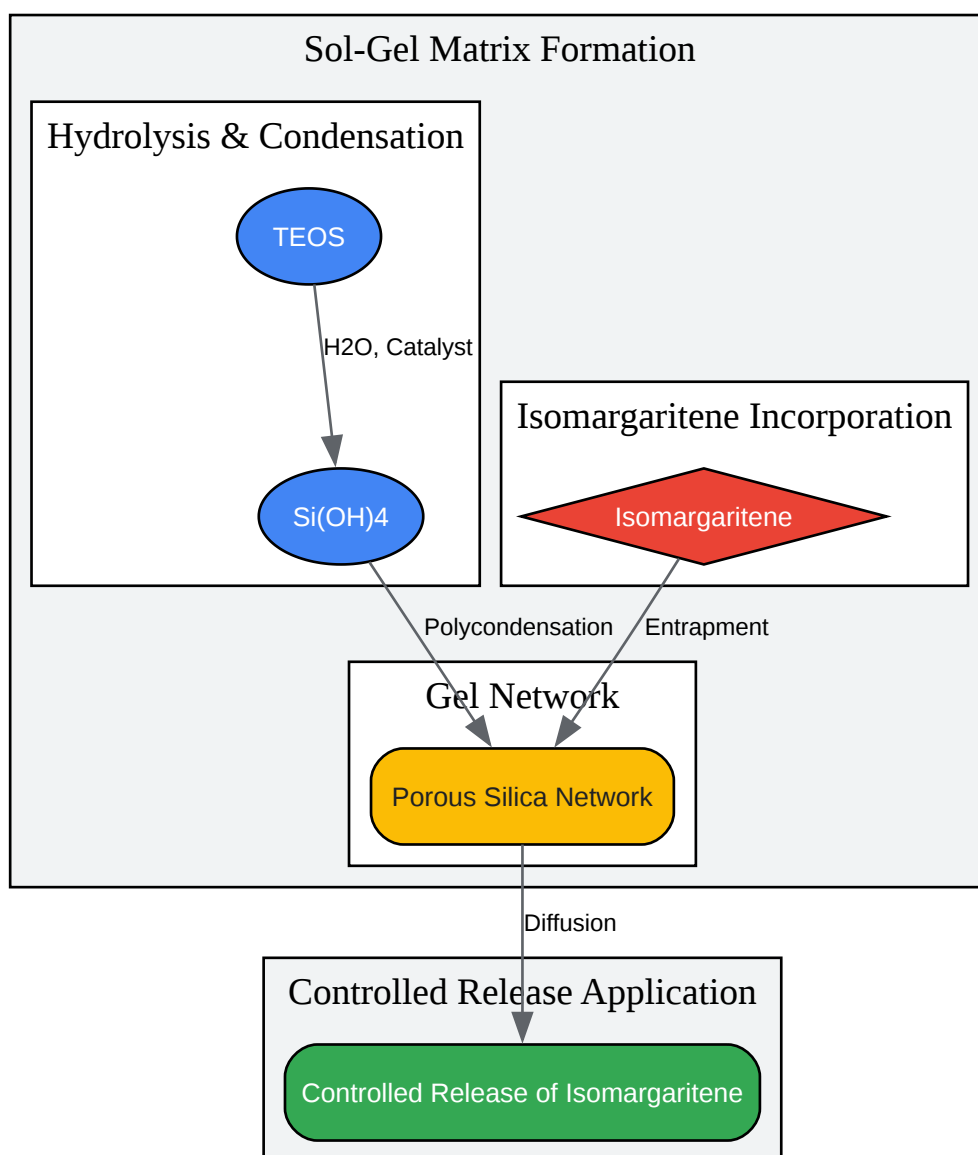 Sol-Gel Matrix Formation
Hydrolysis & Condensation
TEOS
H2O, Catalyst
Isomargaritene Incorporation
Si(OH)4
Isomargaritene
Polycondensation
Entrapment
Gel Network
Porous Silica Network
Diffusion
Controlled Release Application
Controlled Release of Isomargaritene